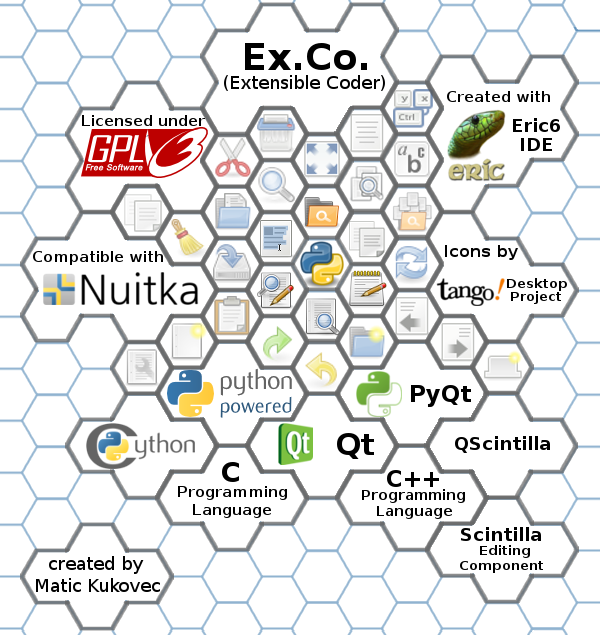 Ex.Co.
(Extensible Coder)
Created with
Eric6
IDE
ERIC
Licensed under
GPLv3
Free Software
Y X
Ctrl
a b c
Compatible with
Nuitka
Icons by
tango!
Desktop
Project
python
powered
PyQt
Cython
Qt
Qt
QScintilla
C
Programming
Language
C++
Programming
Language
Scintilla
Editing
Component
created by
Matic Kukovec